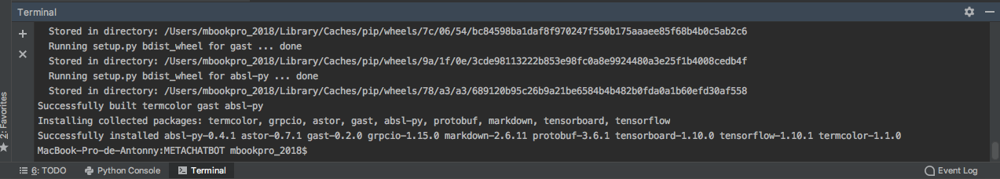 Terminal
Stored in directory: /Users/mbookpro_2018/Library/Caches/pip/wheels/7c/06/54/bc84598ba1daf8f970247f550b175aaaee85f68b4b0c5ab2c6
Running setup.py bdist_wheel for gast ... done
Stored in directory: /Users/mbookpro_2018/Library/Caches/pip/wheels/9a/1f/0e/3cde98113222b853e98fc0a8e9924480a3e25f1b4008cedb4f
Running setup.py bdist_wheel for absl-py ... done
Stored in directory: /Users/mbookpro_2018/Library/Caches/pip/wheels/78/a3/a3/689120b95c26b9a21be6584b4b482b0fda0a1b60efd30af558
Successfully built termcolor gast absl-py
Installing collected packages: termcolor, grpcio, astor, gast, absl-py, protobuf, markdown, tensorboard, tensorflow
Successfully installed absl-py-0.4.1 astor-0.7.1 gast-0.2.0 grpcio-1.15.0 markdown-2.6.11 protobuf-3.6.1 tensorboard-1.10.0 tensorflow-1.10.1 termcolor-1.1.0
MacBook-Pro-de-Antonny:METACHATBOT mbookpro_2018$
2: Favorites
6: TODO
Python Console
Terminal
Event Log